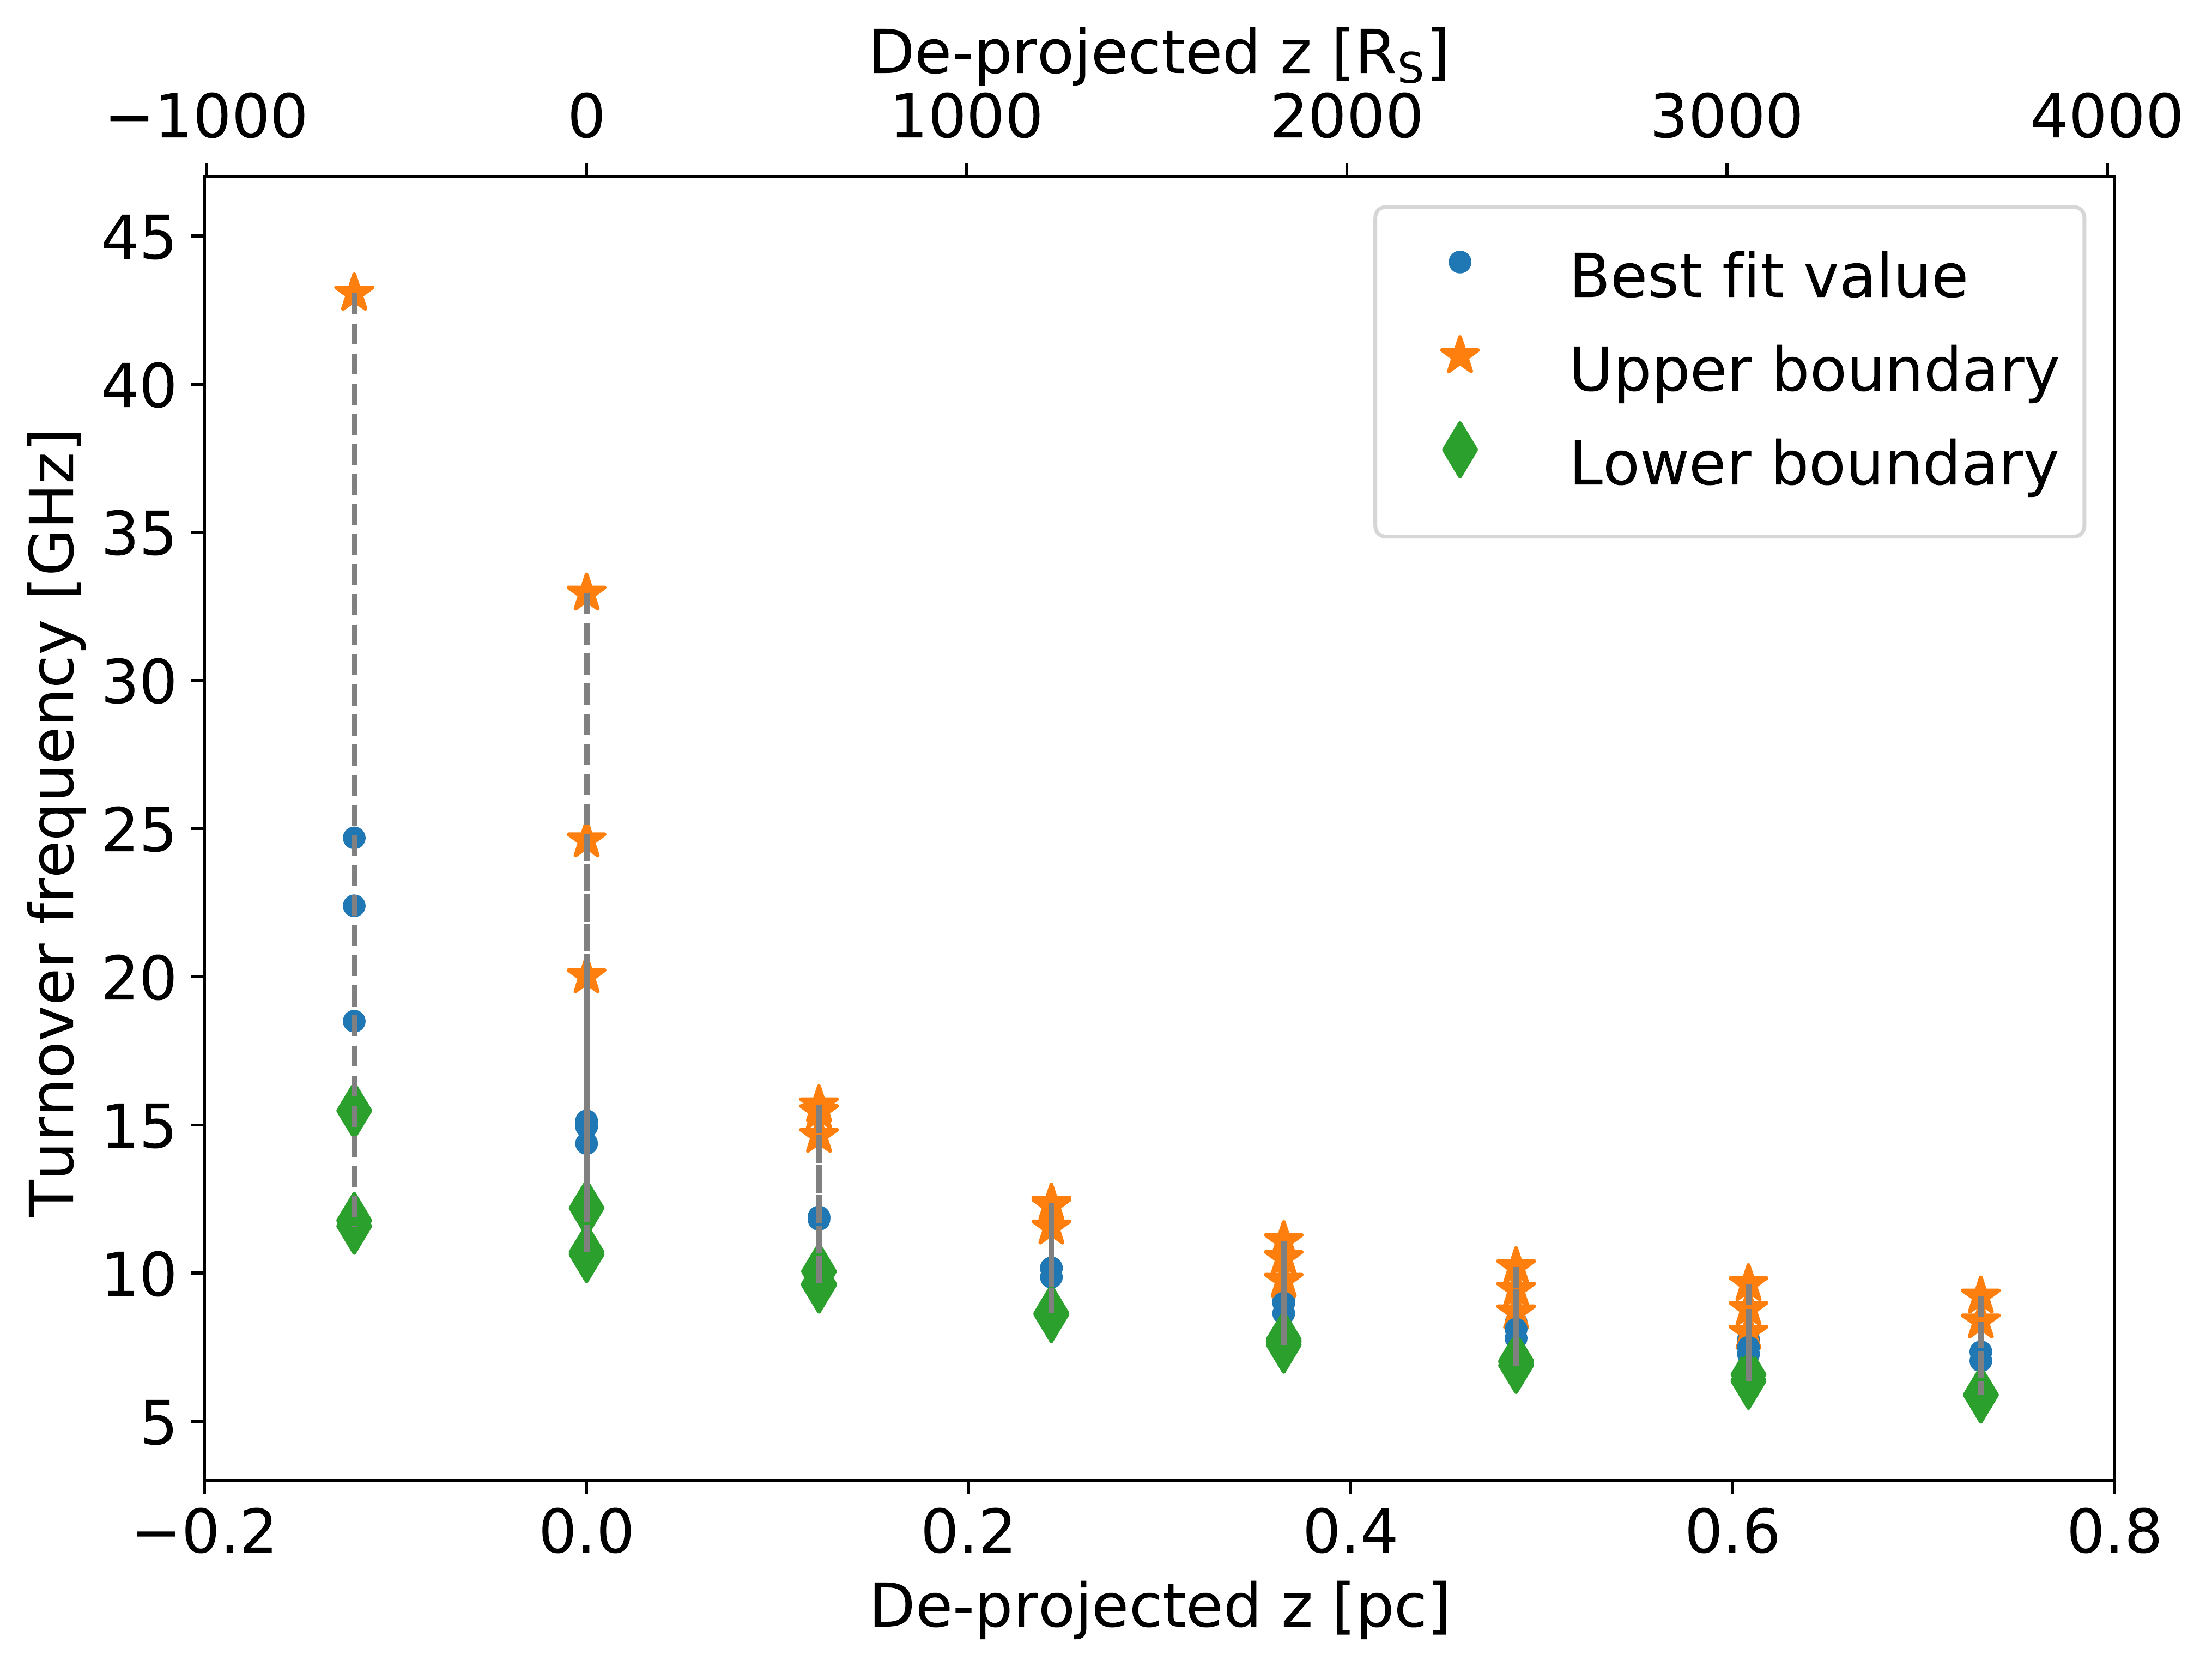 De-projected z [R_S]
−1000 0 1000 2000 3000 4000
Turnover frequency [GHz]
45
40
35
30
25
20
15
10
5
Best fit value
Upper boundary
Lower boundary
−0.2 0.0 0.2 0.4 0.6 0.8
De-projected z [pc]